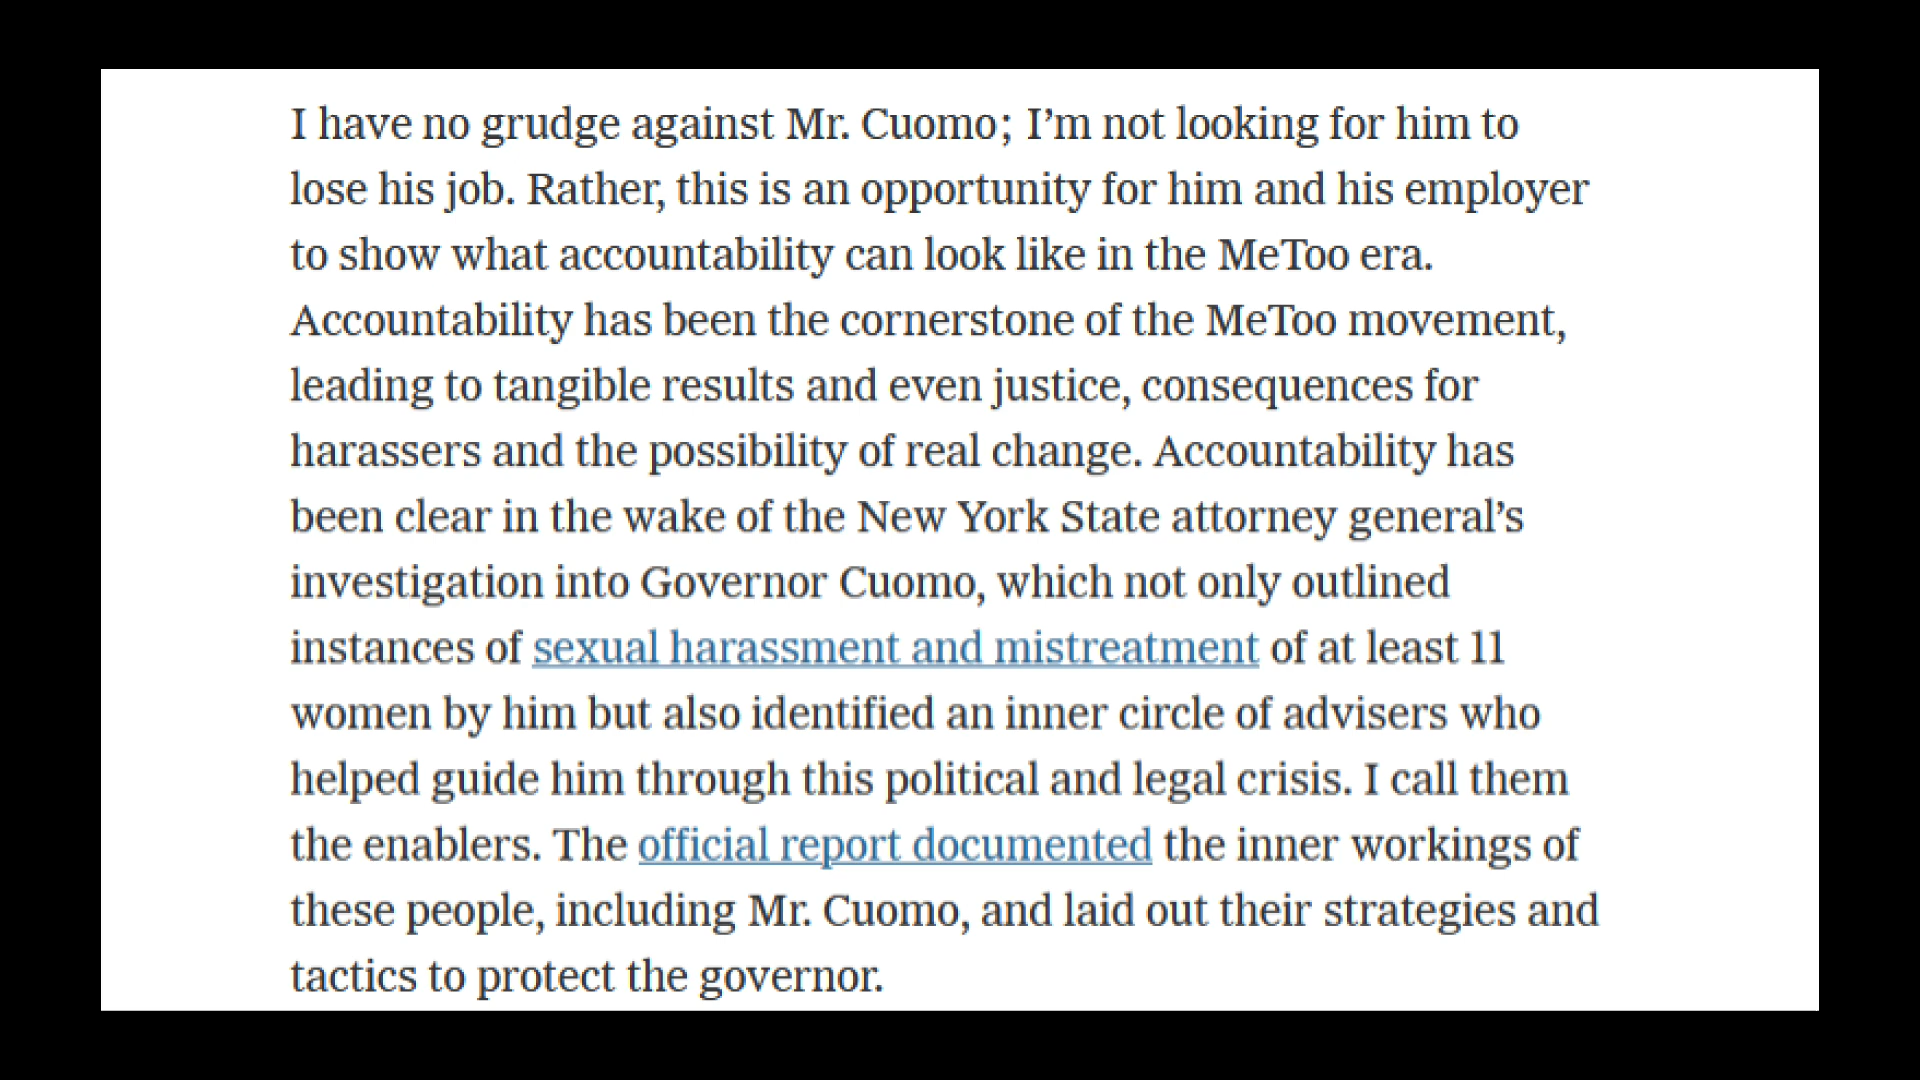 I have no grudge against Mr. Cuomo; I’m not looking for him to
lose his job. Rather, this is an opportunity for him and his employer
to show what accountability can look like in the MeToo era.
Accountability has been the cornerstone of the MeToo movement,
leading to tangible results and even justice, consequences for
harassers and the possibility of real change. Accountability has
been clear in the wake of the New York State attorney general’s
investigation into Governor Cuomo, which not only outlined
instances of sexual harassment and mistreatment of at least 11
women by him but also identified an inner circle of advisers who
helped guide him through this political and legal crisis. I call them
the enablers. The official report documented the inner workings of
these people, including Mr. Cuomo, and laid out their strategies and
tactics to protect the governor.